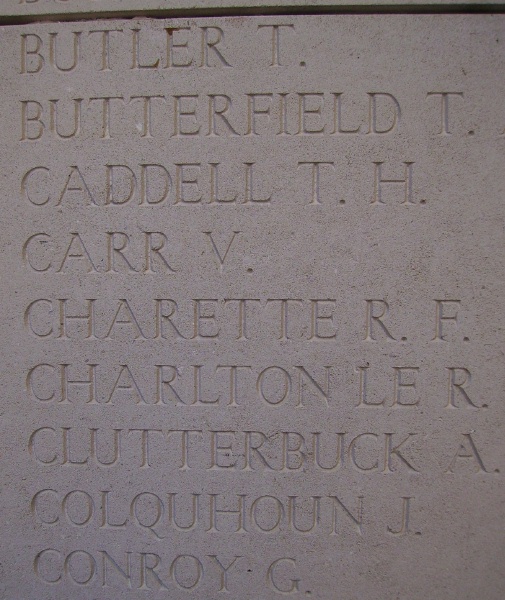 BUTLER T.
BUTTERFIELD T.
CADDELL T. H.
CARR V.
CHARETTE R. F.
CHARLTON LE R.
CLUTTERBUCK A.
COLQUHOUN J.
CONROY G.